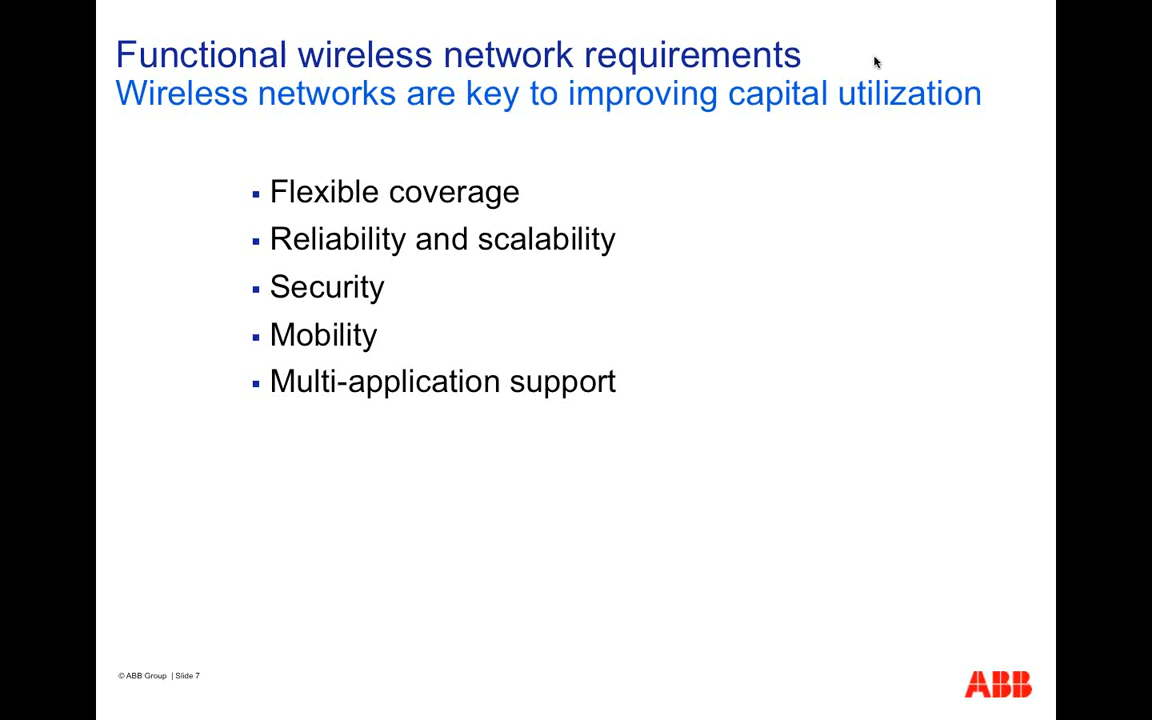 Functional wireless network requirements
Wireless networks are key to improving capital utilization
▪ Flexible coverage
▪ Reliability and scalability
▪ Security
▪ Mobility
▪ Multi-application support
© ABB Group | Slide 7
ABB